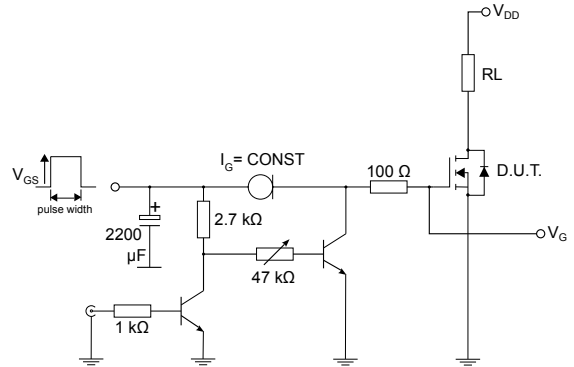 V_DD
RL
I_G= CONST
100 Ω
D.U.T.
V_GS
pulse width
+
2200
μF
2.7 kΩ
47 kΩ
V_G
1 kΩ